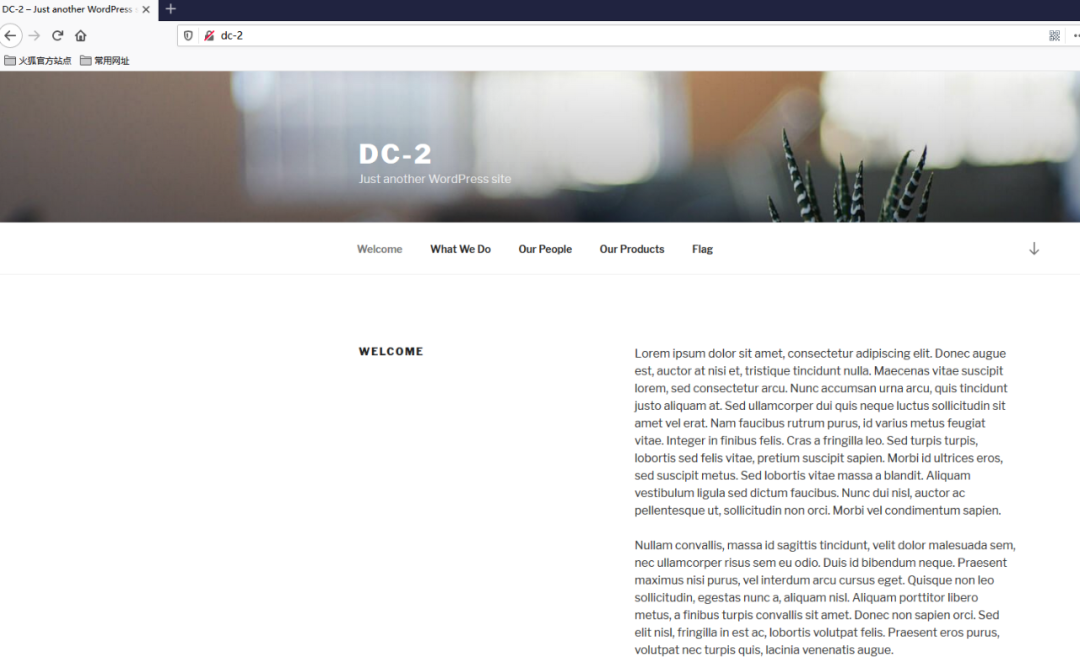 DC-2 – Just another WordPress
dc-2
火狐官方站点 常用网址
DC-2
Just another WordPress site
Welcome What We Do Our People Our Products Flag
WELCOME
Lorem ipsum dolor sit amet, consectetur adipiscing elit. Donec augue
est, auctor at nisi et, tristique tincidunt nulla. Maecenas vitae suscipit
lorem, sed consectetur arcu. Nunc accumsan urna arcu, quis tincidunt
justo aliquam at. Sed ullamcorper dui quis neque luctus sollicitudin sit
amet vel erat. Nam faucibus rutrum purus, id varius metus feugiat
vitae. Integer in finibus felis. Cras a fringilla leo. Sed turpis turpis,
lobortis sed felis vitae, pretium suscipit sapien. Morbi id ultrices eros,
sed suscipit metus. Sed lobortis vitae massa a blandit. Aliquam
vestibulum ligula sed dictum faucibus. Nunc dui nisl, auctor ac
pellentesque ut, sollicitudin non orci. Morbi vel condimentum sapien.
Nullam convallis, massa id sagittis tincidunt, velit dolor malesuada sem,
nec ullamcorper risus sem eu odio. Duis id bibendum neque. Praesent
maximus nisi purus, vel interdum arcu cursus eget. Quisque non leo
sollicitudin, egestas nunc a, aliquam nisl. Aliquam porttitor libero
metus, a finibus turpis convallis sit amet. Donec non sapien orci. Sed
elit nisl, fringilla in est ac, lobortis volutpat felis. Praesent eros purus,
volutpat nec turpis quis, lacinia venenatis augue.